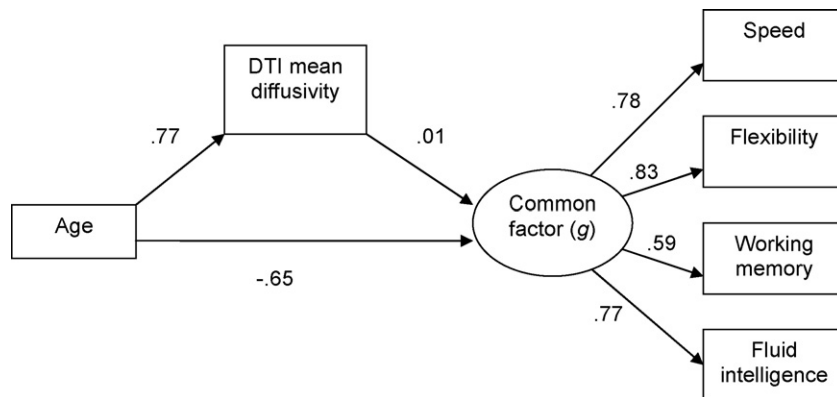 Speed
DTI mean
diffusivity
.78
.77
.01
Flexibility
.83
Common
factor (g)
Age
.59
Working
memory
-.65
.77
Fluid
intelligence